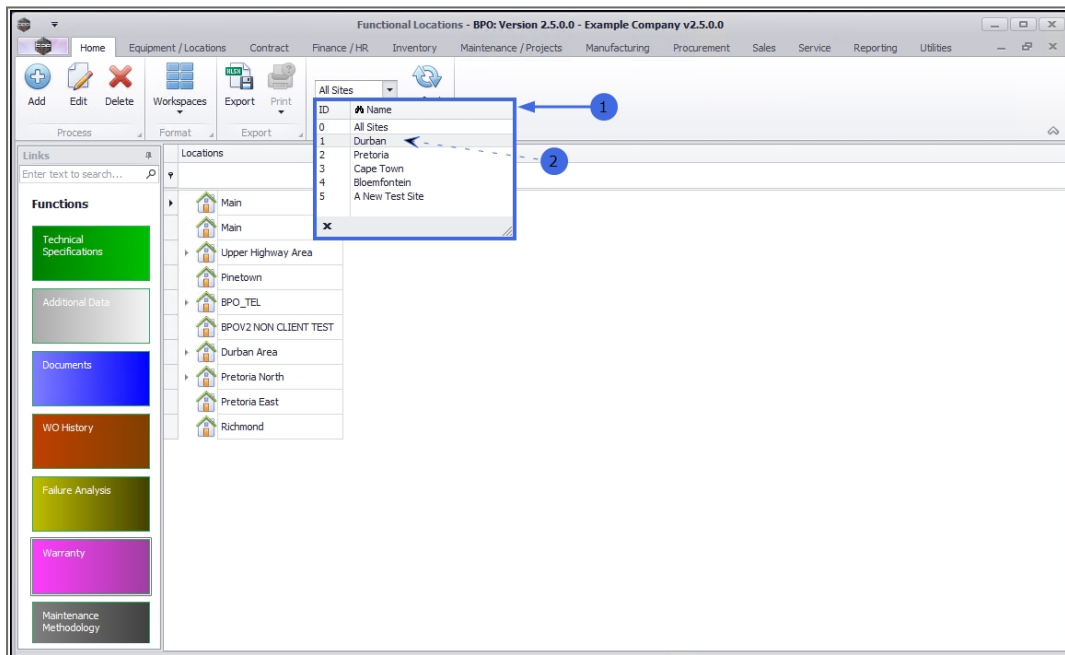 Functional Locations - BPO: Version 2.5.0.0 - Example Company v2.5.0.0
Home Equipment / Locations Contract Finance / HR Inventory Maintenance / Projects Manufacturing Procurement Sales Service Reporting Utilities
Add Edit Delete Workspaces Export Print
All Sites
Process Format Export
ID Name
0 All Sites
1 Durban
2 Pretoria
3 Cape Town
4 Bloemfontein
5 A New Test Site
x
1
2
Links
Enter text to search...
Functions
Technical
Specifications
Additional Data
Documents
WO History
Failure Analysis
Warranty
Maintenance
Methodology
Locations
Main
Main
Upper Highway Area
Pinetown
BPO_TEL
BPOV2 NON CLIENT TEST
Durban Area
Pretoria North
Pretoria East
Richmond